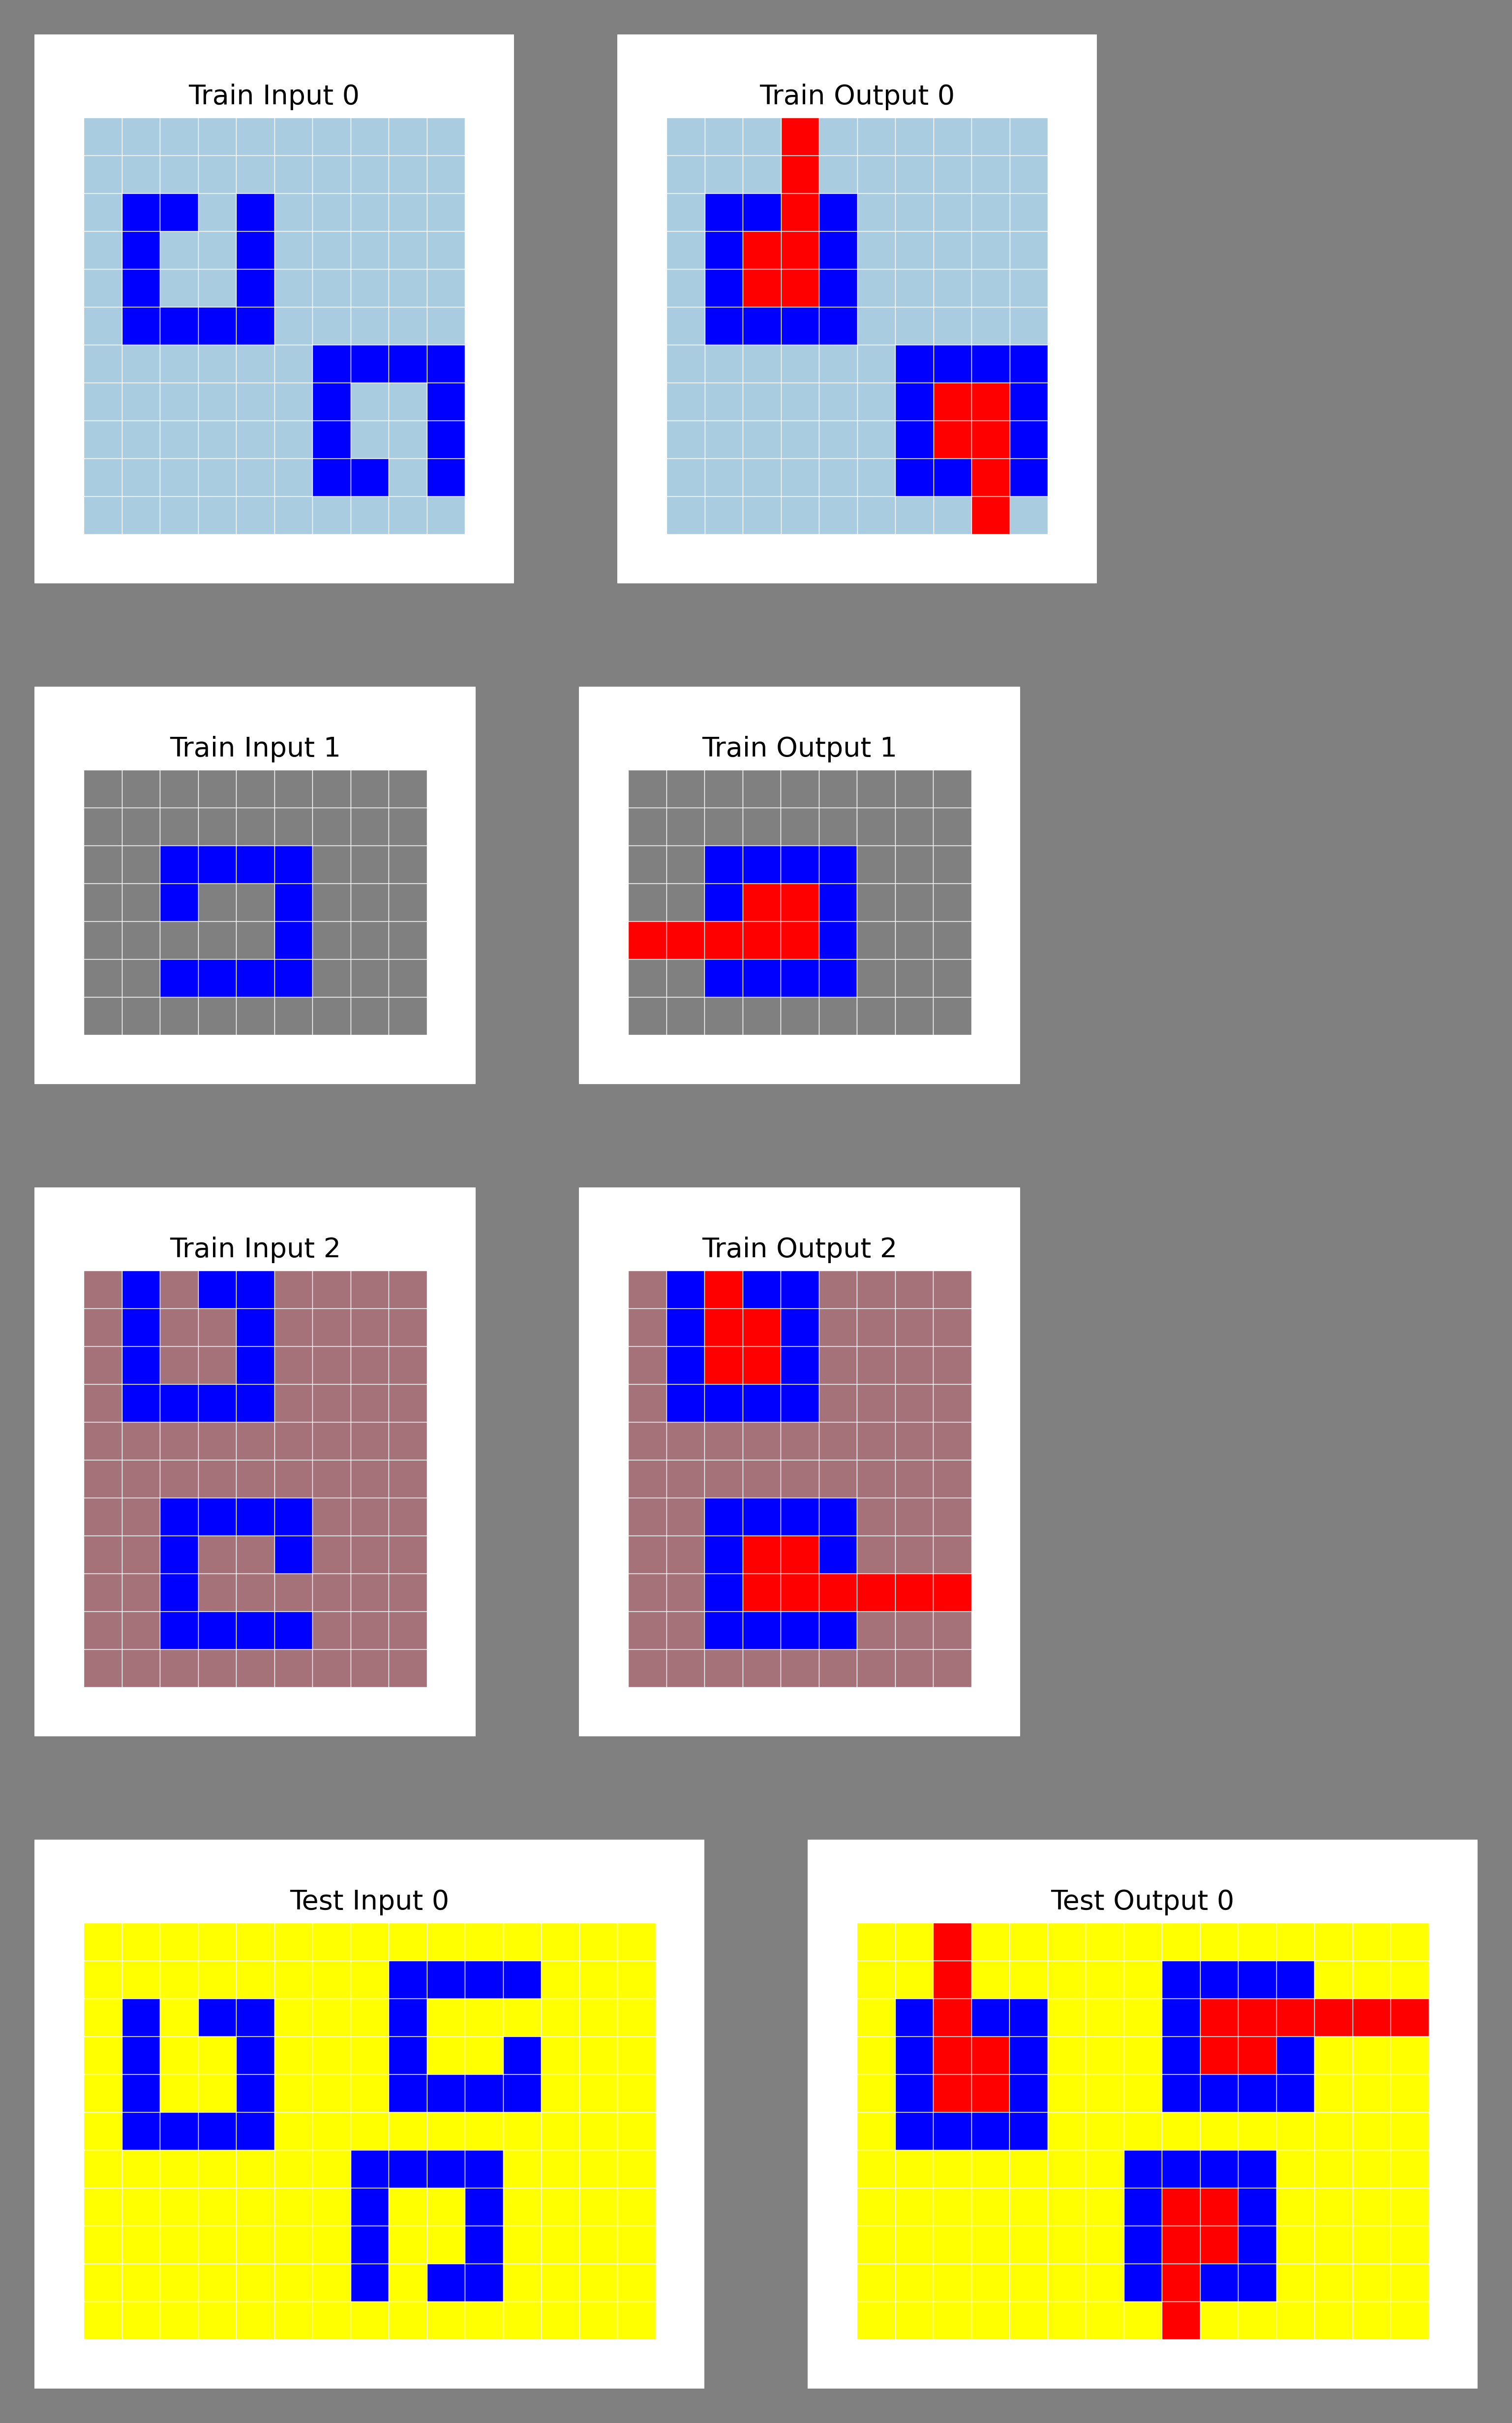 Train Input 0
Train Output 0
Train Input 1
Train Output 1
Train Input 2
Train Output 2
Test Input 0
Test Output 0